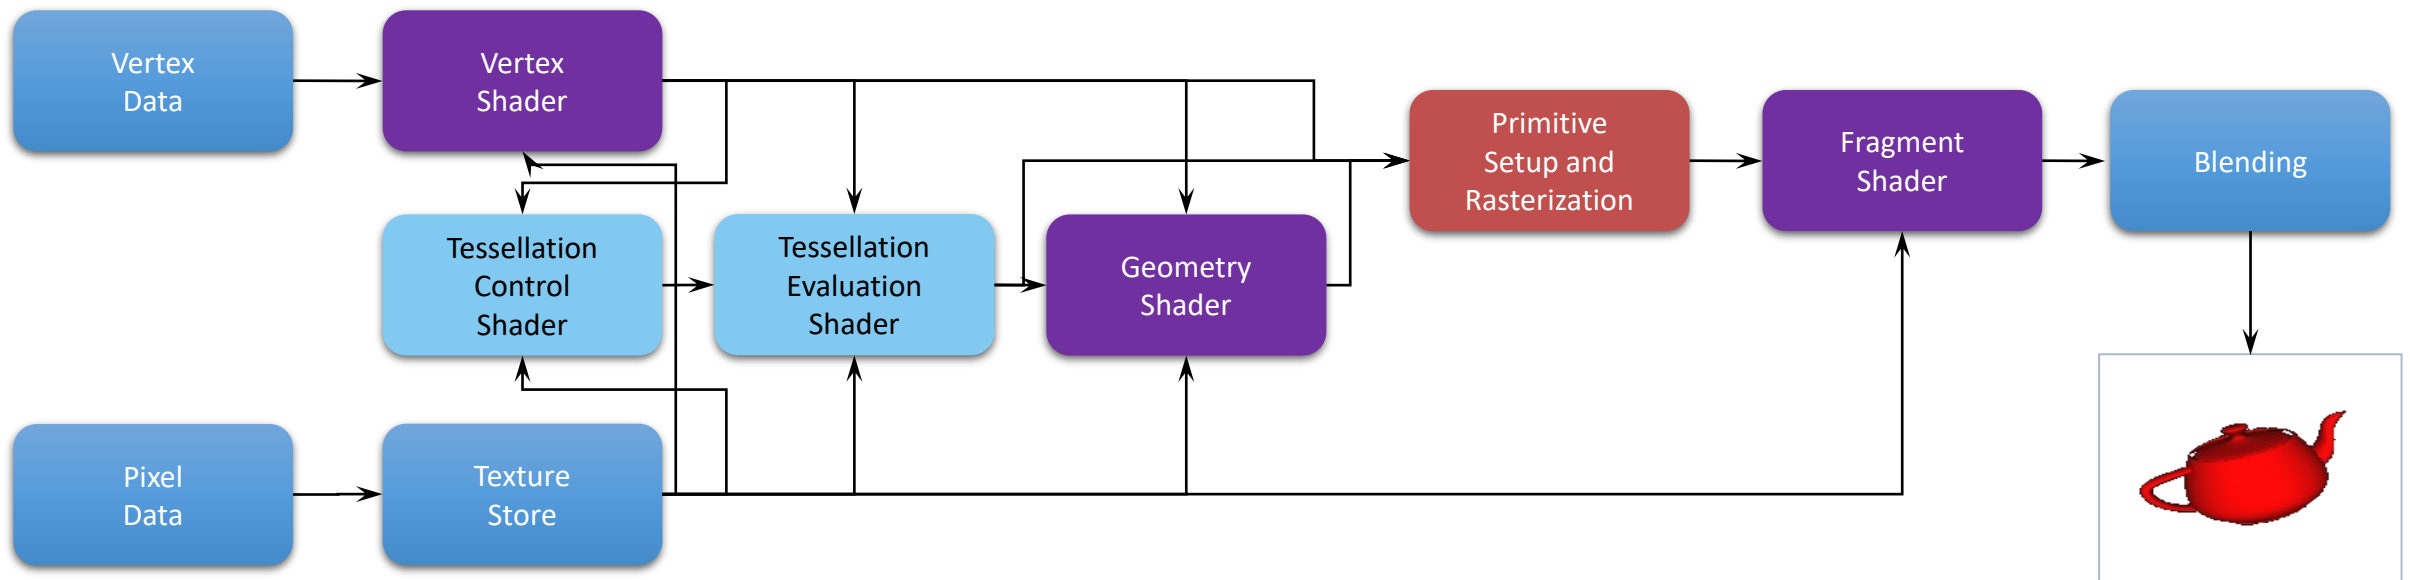 Vertex
Data
Vertex
Shader
Primitive
Setup and
Rasterization
Fragment
Shader
Blending
Tessellation
Control
Shader
Tessellation
Evaluation
Shader
Geometry
Shader
Pixel
Data
Texture
Store